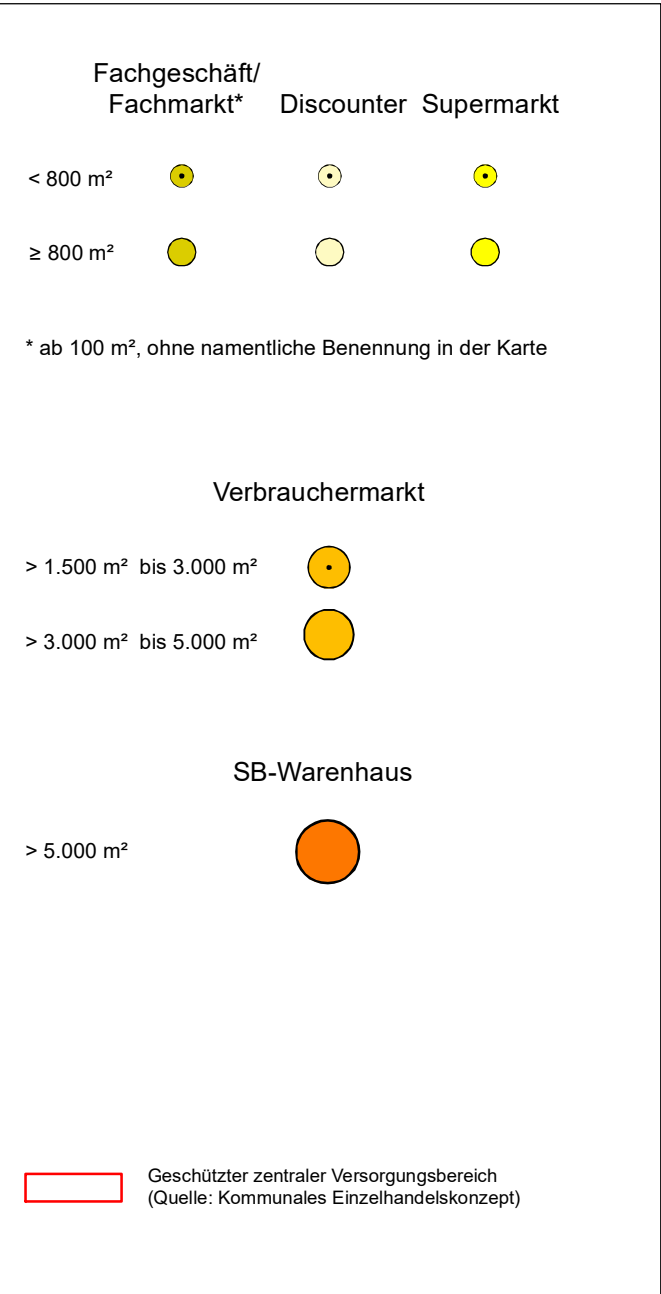 Fachgeschäft/
Fachmarkt* Discounter Supermarkt
< 800 m²
≥ 800 m²
* ab 100 m², ohne namentliche Benennung in der Karte
Verbrauchermarkt
> 1.500 m² bis 3.000 m²
> 3.000 m² bis 5.000 m²
SB-Warenhaus
> 5.000 m²
Geschützter zentraler Versorgungsbereich
(Quelle: Kommunales Einzelhandelskonzept)